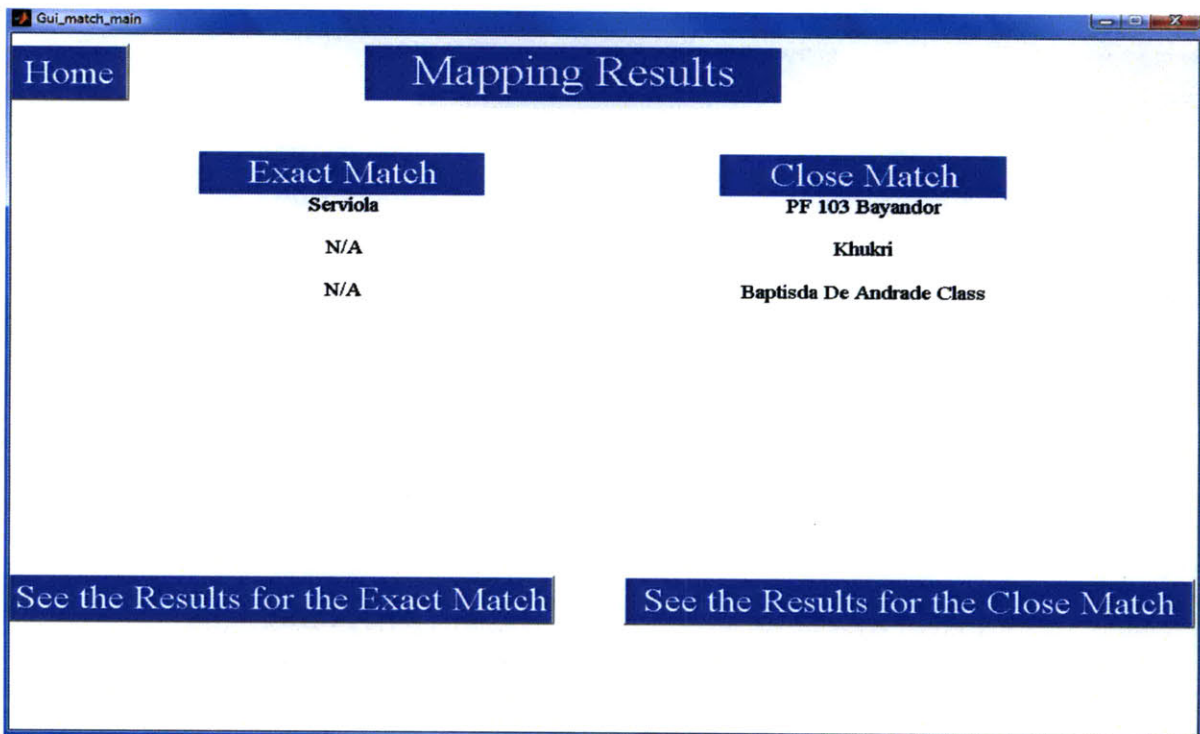 Gui_match_main
Home
Mapping Results
Exact Match
Close Match
Serviola
PF 103 Bayandor
N/A
Khukri
N/A
Baptisda De Andrade Class
See the Results for the Exact Match
See the Results for the Close Match